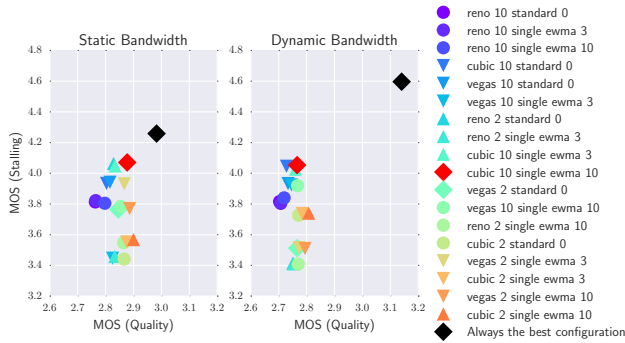 Static Bandwidth
4.8
4.6
4.4
4.2
4.0
3.8
3.6
3.4
3.2
MOS (Stalling)
2.6 2.7 2.8 2.9 3.0 3.1 3.2
MOS (Quality)
Dynamic Bandwidth
4.8
4.6
4.4
4.2
4.0
3.8
3.6
3.4
3.2
2.6 2.7 2.8 2.9 3.0 3.1 3.2
MOS (Quality)
reno 10 standard 0
reno 10 single ewma 3
reno 10 single ewma 10
cubic 10 standard 0
vegas 10 standard 0
vegas 10 single ewma 3
reno 2 standard 0
reno 2 single ewma 3
cubic 10 single ewma 3
cubic 10 single ewma 10
vegas 2 standard 0
vegas 10 single ewma 10
reno 2 single ewma 10
cubic 2 standard 0
vegas 2 single ewma 3
cubic 2 single ewma 3
vegas 2 single ewma 10
cubic 2 single ewma 10
Always the best configuration